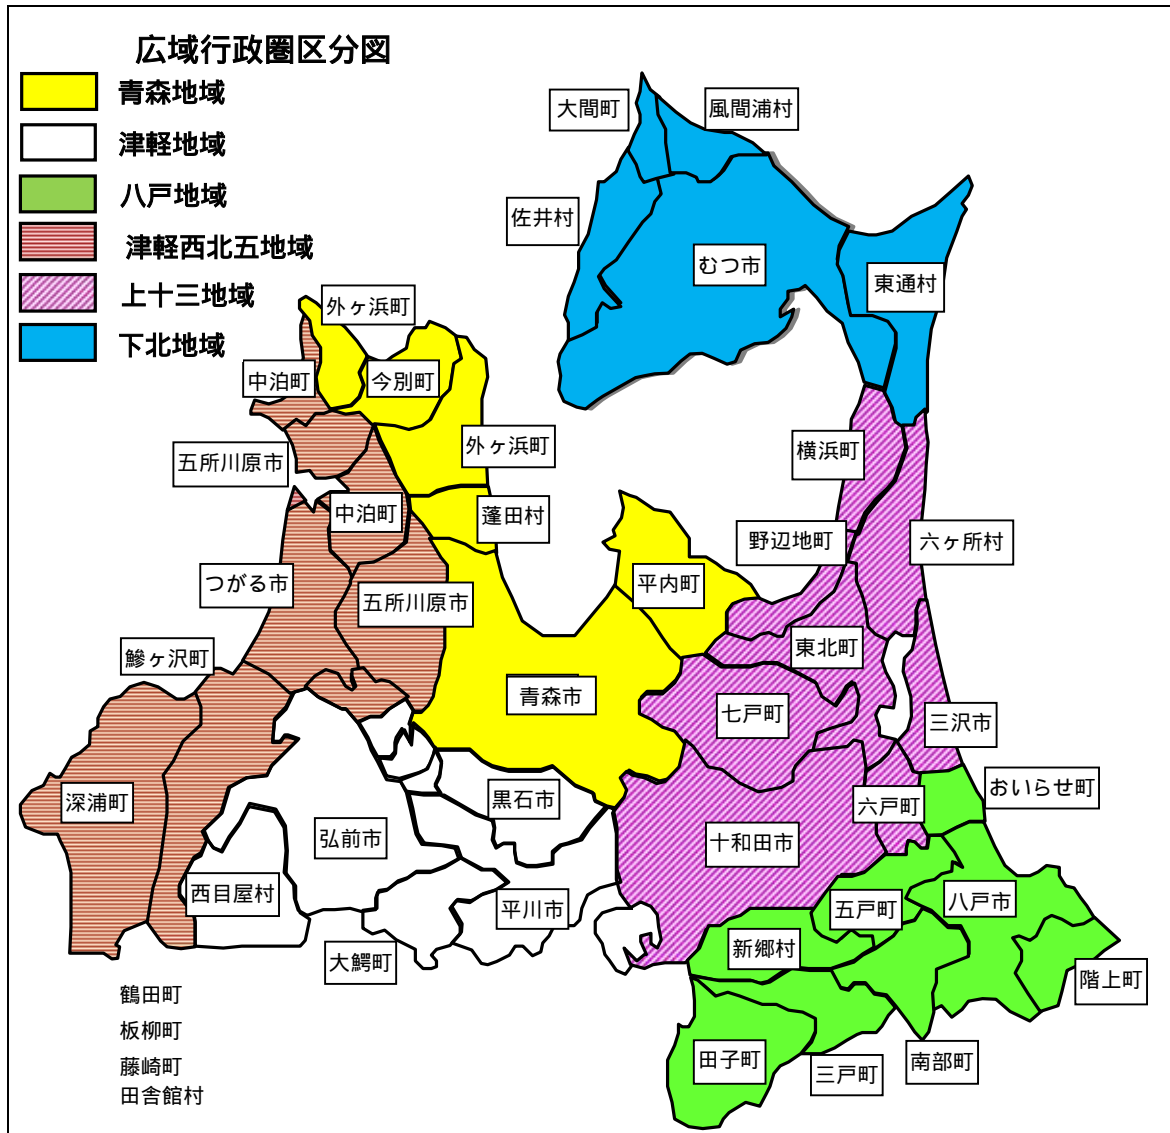 広域行政圏区分図
青森地域
津軽地域
八戸地域
津軽西北五地域
上十三地域
下北地域
大間町
風間浦村
佐井村
むつ市
東通村
外ヶ浜町
中泊町
今別町
外ヶ浜町
五所川原市
中泊町
蓬田村
横浜町
野辺地町
六ヶ所村
つがる市
五所川原市
平内町
鰺ヶ沢町
東北町
青森市
七戸町
三沢市
深浦町
黒石市
おいらせ町
六戸町
弘前市
十和田市
西目屋村
平川市
五戸町
八戸市
大鰐町
新郷村
階上町
田子町
三戸町
南部町
鶴田町
板柳町
藤崎町
田舎館村